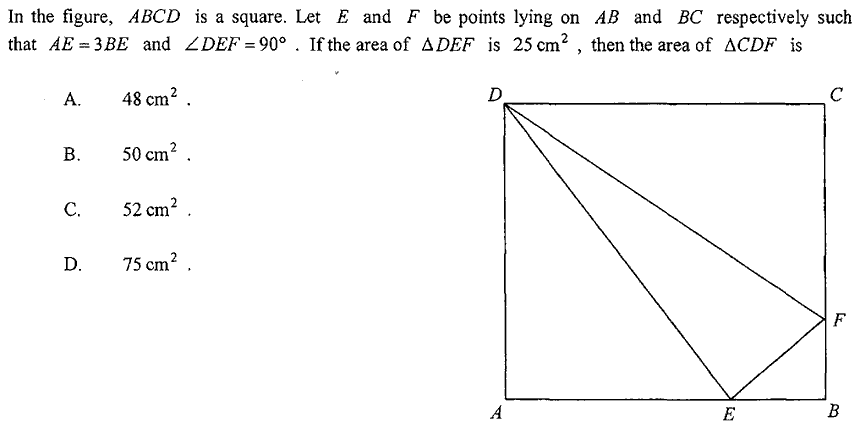 In the figure, ABCD is a square. Let E and F be points lying on AB and BC respectively such
that AE = 3BE and ∠DEF = 90° . If the area of ΔDEF is 25 cm² , then the area of ΔCDF is
A. 48 cm² .
B. 50 cm² .
C. 52 cm² .
D. 75 cm² .
D C
F
A E B